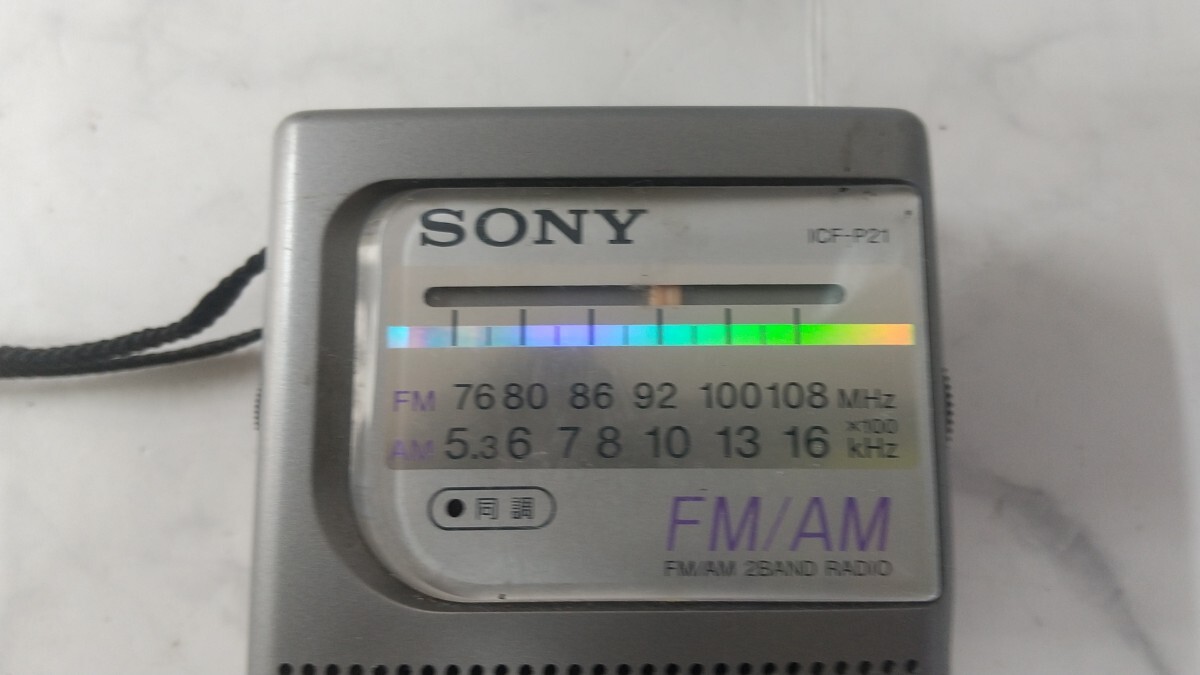 SONY
ICF-P21
FM 76 80 86 92 100 108 MHz
AM 5.3 6 7 8 10 13 16 ×100 kHz
同調
FM/AM
FM/AM 2BAND RADIO